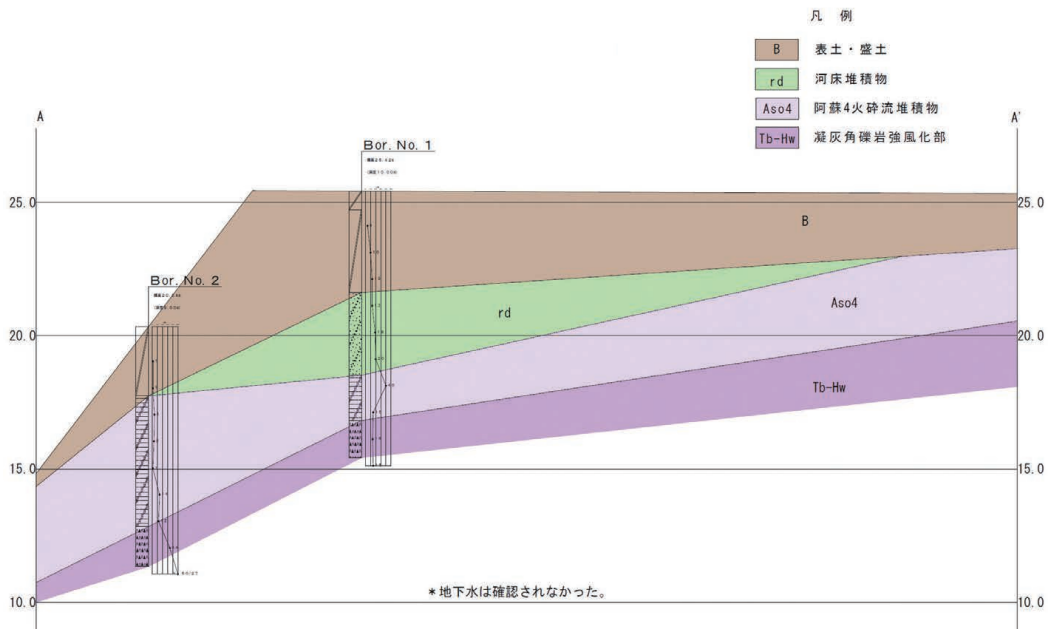 凡　例
B 表土・盛土
rd 河床堆積物
Aso4 阿蘇4火砕流堆積物
Tb-Hw 凝灰角礫岩強風化部
A
A'
Bor. No. 1
25.0
25.0
B
Bor. No. 2
rd
Aso4
20.0
20.0
Tb-Hw
15.0
15.0
＊地下水は確認されなかった。
10.0
10.0